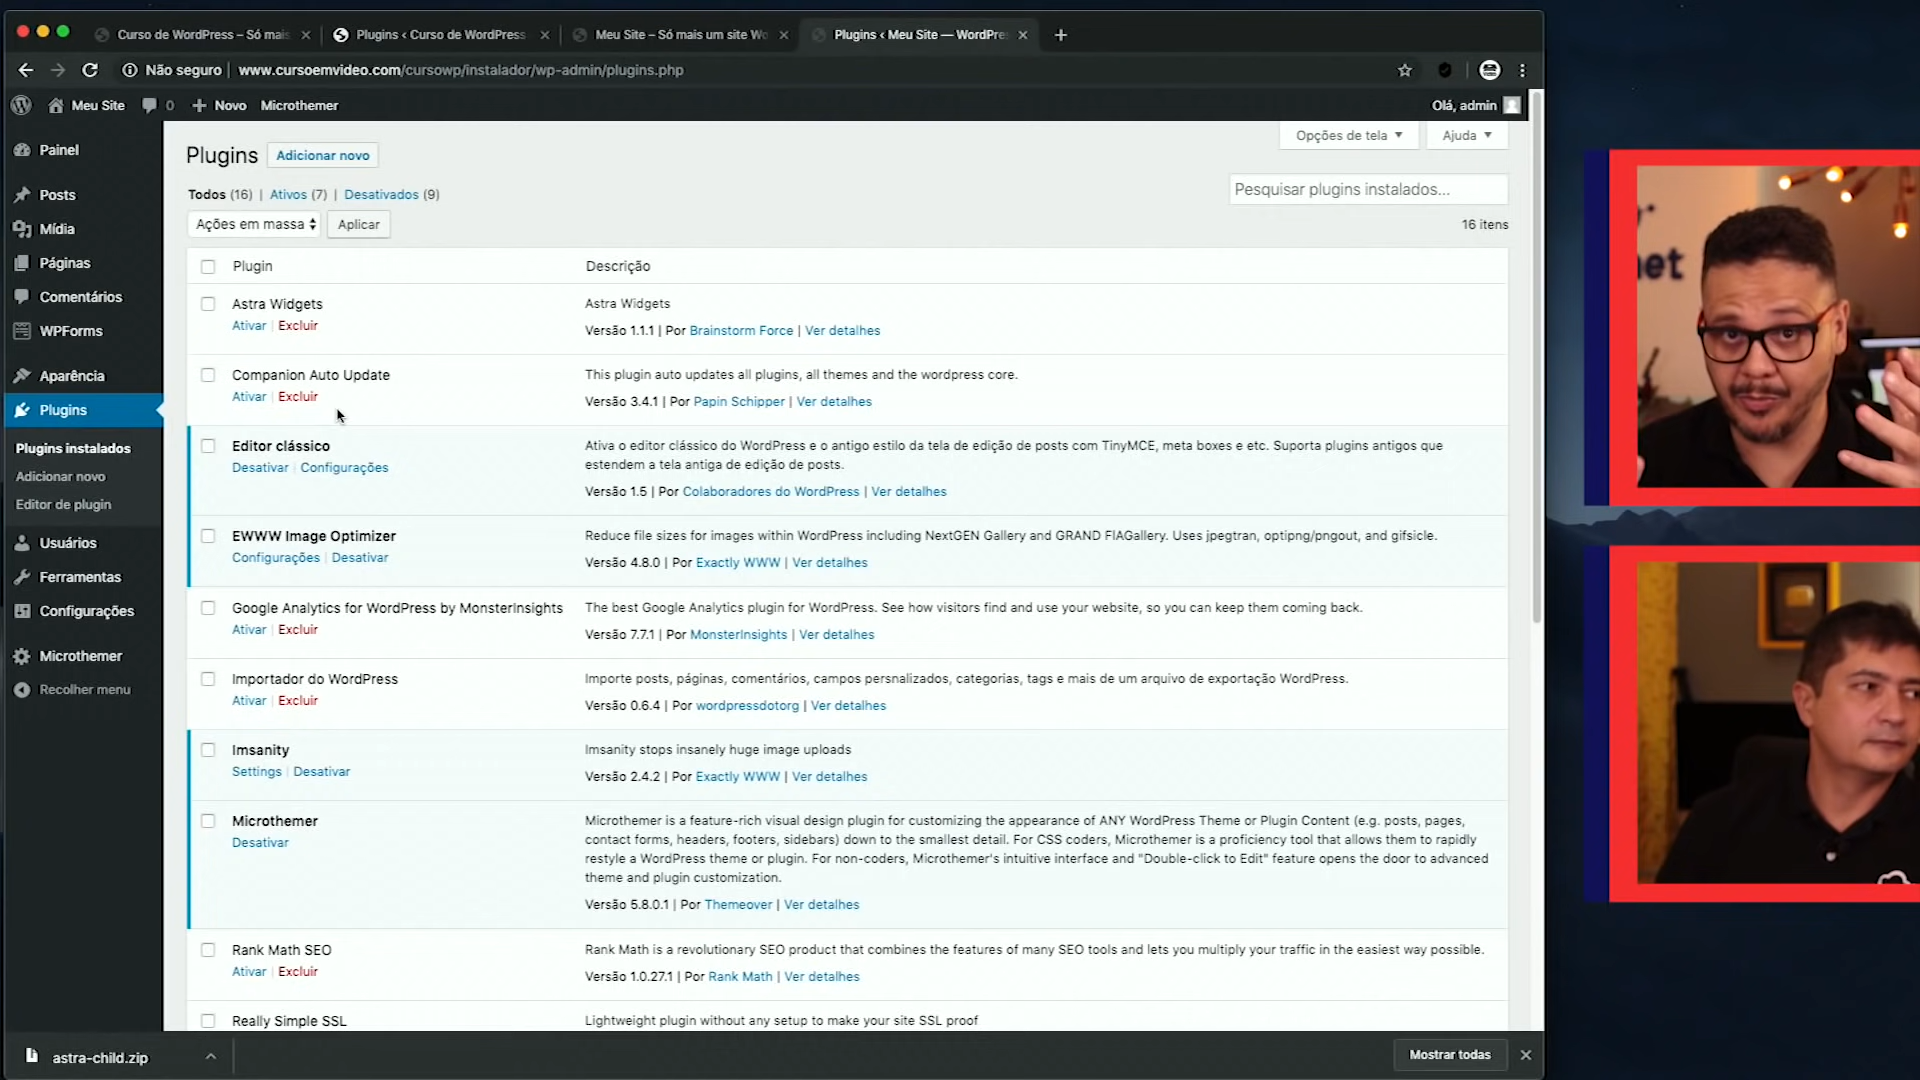 Curso de WordPress – Só mais
Plugins ‹ Curso de WordPress
Meu Site – Só mais um site Wo
Plugins ‹ Meu Site — WordPre
Não seguro | www.cursoemvideo.com/cursowp/instalador/wp-admin/plugins.php
Meu Site 0 Novo Microthemer Olá, admin
Opções de tela Ajuda
Painel
Posts
Mídia
Páginas
Comentários
WPForms
Aparência
Plugins
Plugins instalados
Adicionar novo
Editor de plugin
Usuários
Ferramentas
Configurações
Microthemer
Recolher menu
Plugins Adicionar novo
Todos (16) | Ativos (7) | Desativados (9)
Pesquisar plugins instalados...
Ações em massa Aplicar
16 itens
Plugin Descrição
Astra Widgets
Ativar | Excluir
Astra Widgets
Versão 1.1.1 | Por Brainstorm Force | Ver detalhes
Companion Auto Update
Ativar | Excluir
This plugin auto updates all plugins, all themes and the wordpress core.
Versão 3.4.1 | Por Papin Schipper | Ver detalhes
Editor clássico
Desativar | Configurações
Ativa o editor clássico do WordPress e o antigo estilo da tela de edição de posts com TinyMCE, meta boxes e etc. Suporta plugins antigos que
estendem a tela antiga de edição de posts.
Versão 1.5 | Por Colaboradores do WordPress | Ver detalhes
EWWW Image Optimizer
Configurações | Desativar
Reduce file sizes for images within WordPress including NextGEN Gallery and GRAND FlAGallery. Uses jpegtran, optipng/pngout, and gifsicle.
Versão 4.8.0 | Por Exactly WWW | Ver detalhes
Google Analytics for WordPress by MonsterInsights
Ativar | Excluir
The best Google Analytics plugin for WordPress. See how visitors find and use your website, so you can keep them coming back.
Versão 7.7.1 | Por MonsterInsights | Ver detalhes
Importador do WordPress
Ativar | Excluir
Importe posts, páginas, comentários, campos persnalizados, categorias, tags e mais de um arquivo de exportação WordPress.
Versão 0.6.4 | Por wordpressdotorg | Ver detalhes
Imsanity
Settings | Desativar
Imsanity stops insanely huge image uploads
Versão 2.4.2 | Por Exactly WWW | Ver detalhes
Microthemer
Desativar
Microthemer is a feature-rich visual design plugin for customizing the appearance of ANY WordPress Theme or Plugin Content (e.g. posts, pages,
contact forms, headers, footers, sidebars) down to the smallest detail. For CSS coders, Microthemer is a proficiency tool that allows them to rapidly
restyle a WordPress theme or plugin. For non-coders, Microthemer's intuitive interface and "Double-click to Edit" feature opens the door to advanced
theme and plugin customization.
Versão 5.8.0.1 | Por Themeover | Ver detalhes
Rank Math SEO
Ativar | Excluir
Rank Math is a revolutionary SEO product that combines the features of many SEO tools and lets you multiply your traffic in the easiest way possible.
Versão 1.0.27.1 | Por Rank Math | Ver detalhes
Really Simple SSL
Lightweight plugin without any setup to make your site SSL proof
astra-child.zip
Mostrar todas